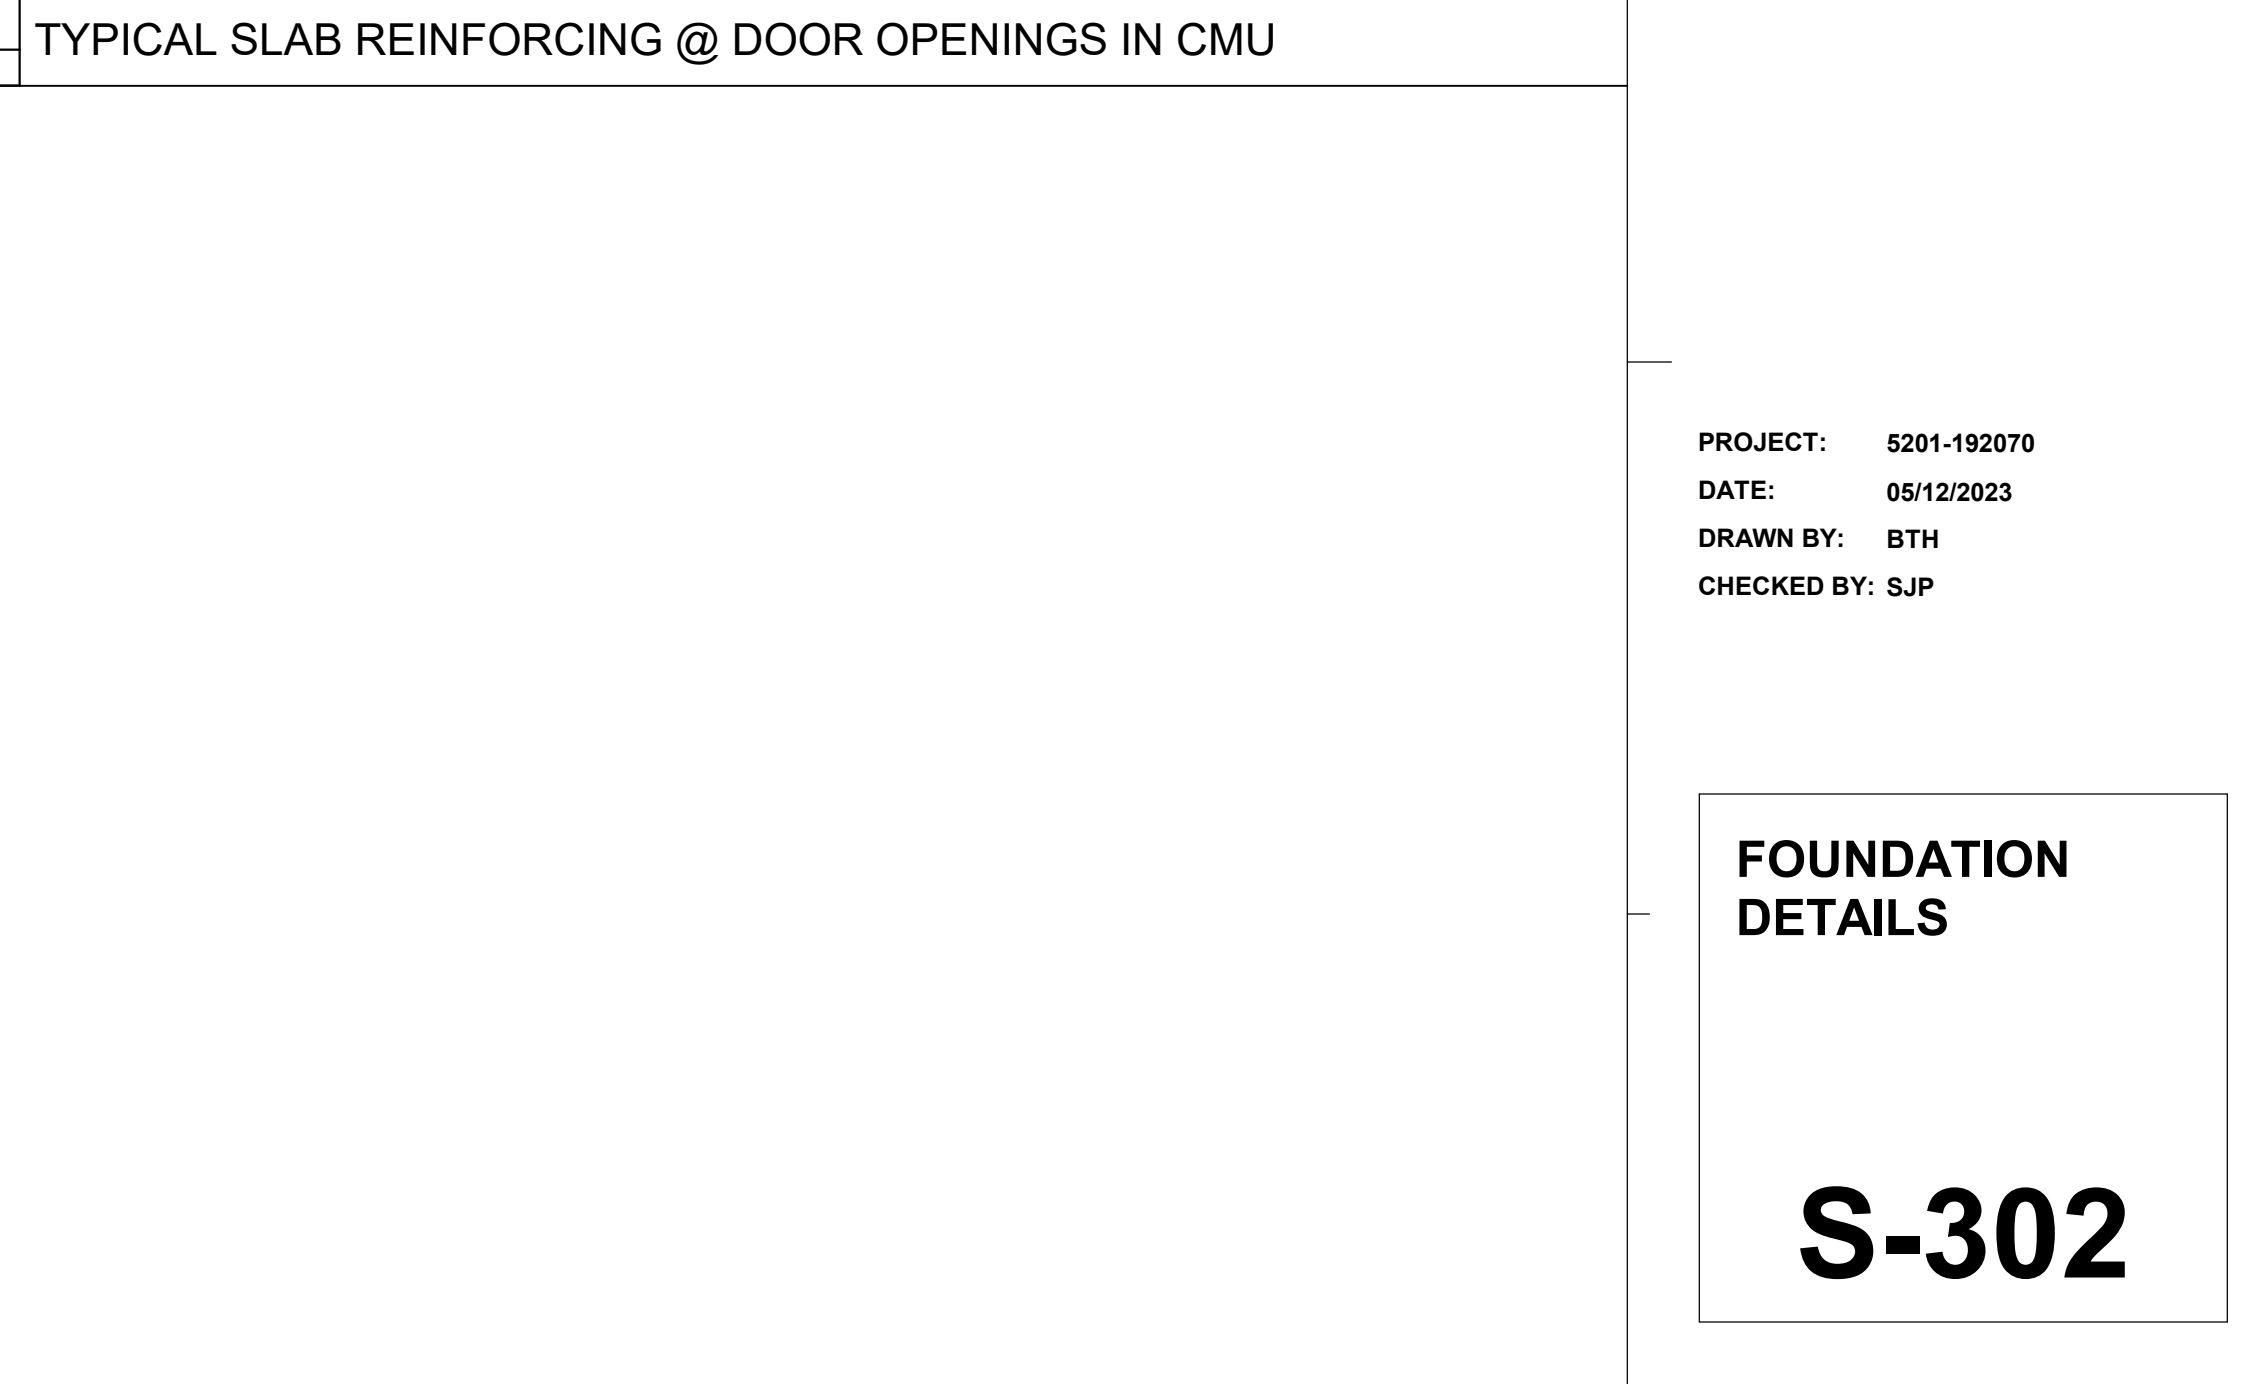 TYPICAL SLAB REINFORCING @ DOOR OPENINGS IN CMU
PROJECT: 5201-192070
DATE: 05/12/2023
DRAWN BY: BTH
CHECKED BY: SJP
FOUNDATION
DETAILS
S-302